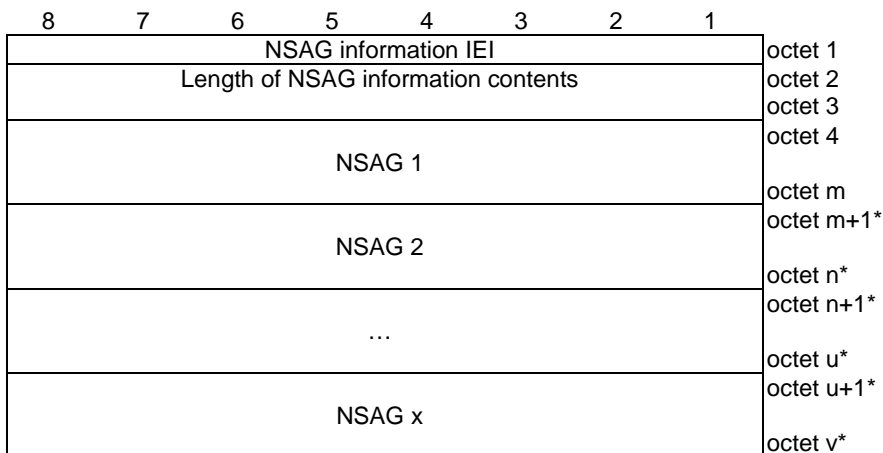 8 7 6 5 4 3 2 1
NSAG information IEI octet 1
Length of NSAG information contents octet 2
octet 3
octet 4
NSAG 1
octet m
octet m+1*
NSAG 2
octet n*
octet n+1*
…
octet u*
octet u+1*
NSAG x
octet v*